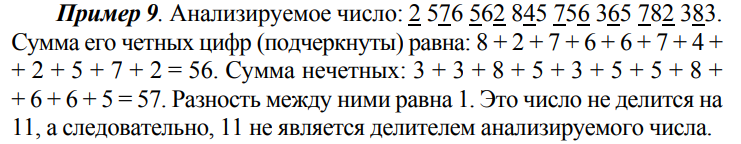 Пример 9. Анализируемое число: 2 576 562 845 756 365 782 383.
Сумма его четных цифр (подчеркнуты) равна: 8 + 2 + 7 + 6 + 6 + 7 + 4 +
+ 2 + 5 + 7 + 2 = 56. Сумма нечетных: 3 + 3 + 8 + 5 + 3 + 5 + 5 + 8 +
+ 6 + 6 + 5 = 57. Разность между ними равна 1. Это число не делится на
11, а следовательно, 11 не является делителем анализируемого числа.